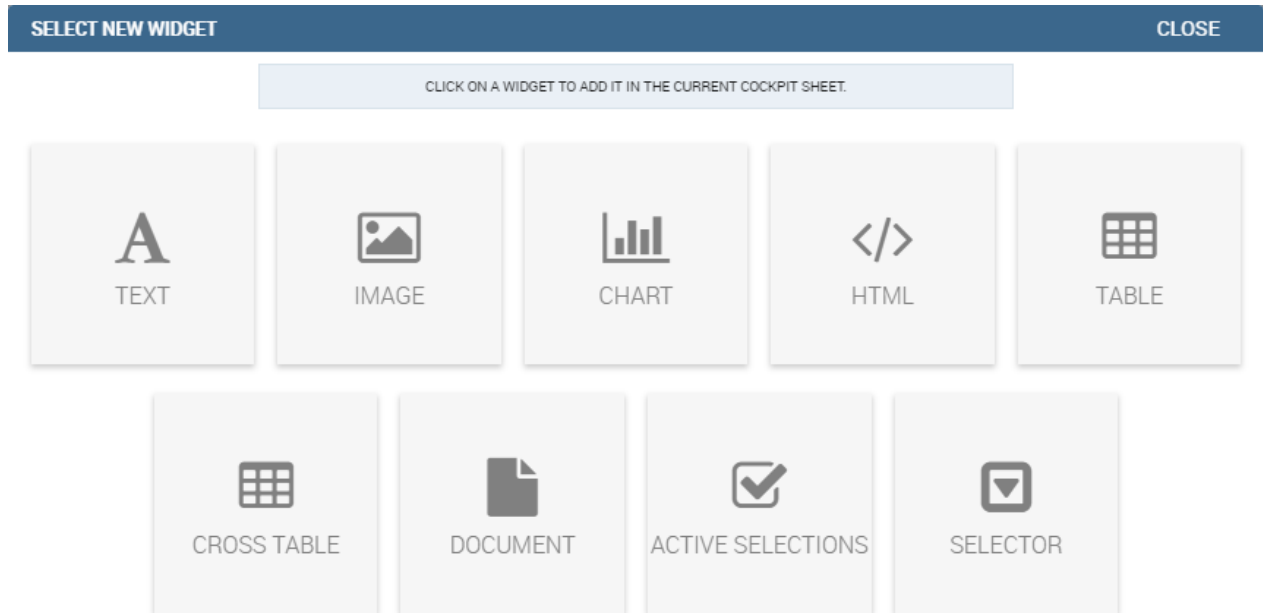 SELECT NEW WIDGET
CLOSE
CLICK ON A WIDGET TO ADD IT IN THE CURRENT COCKPIT SHEET.
TEXT
IMAGE
CHART
HTML
TABLE
CROSS TABLE
DOCUMENT
ACTIVE SELECTIONS
SELECTOR